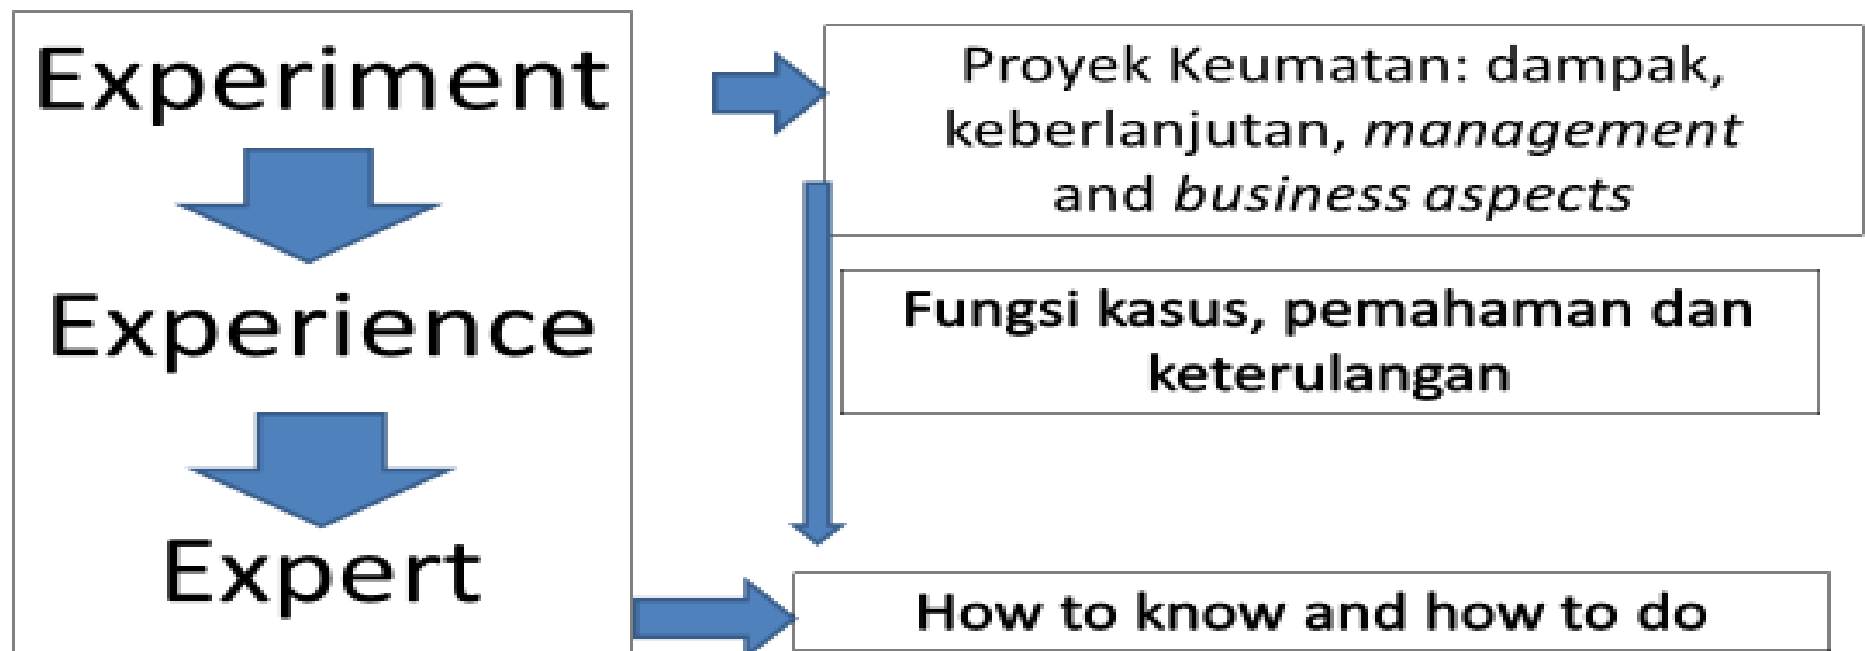 Experiment
Experience
Expert
Proyek Keumatan: dampak,
keberlanjutan, management
and business aspects
Fungsi kasus, pemahaman dan
keterulangan
How to know and how to do